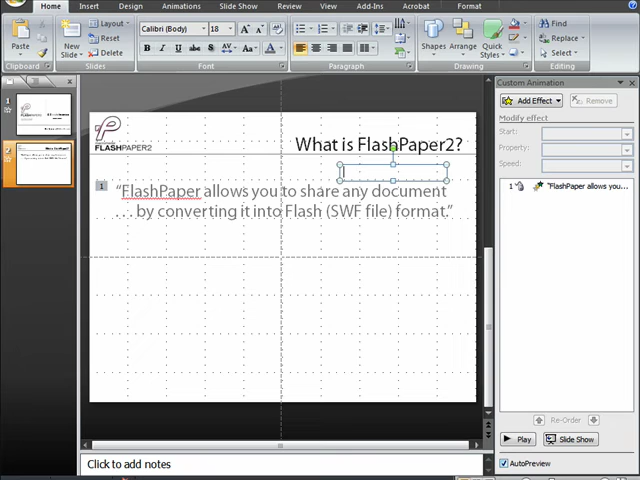 Home Insert Design Animations Slide Show Review View Acrobat Format
Paste
Clipboard
New Slide
Layout
Reset
Delete
Slides
Calibri (Body) 18
Font
Paragraph
Shapes
Arrange
Quick Styles
Drawing
Find
Replace
Select
Editing
1
2
FLASHPAPER2
What is FlashPaper2?
1
"FlashPaper allows you to share any document
...by converting it into Flash (SWF file) format."
Click to add notes
Custom Animation
Add Effect
Remove
Modify effect
Start:
Property:
Speed:
1 "FlashPaper allows you...
Re-Order
Play
Slide Show
AutoPreview